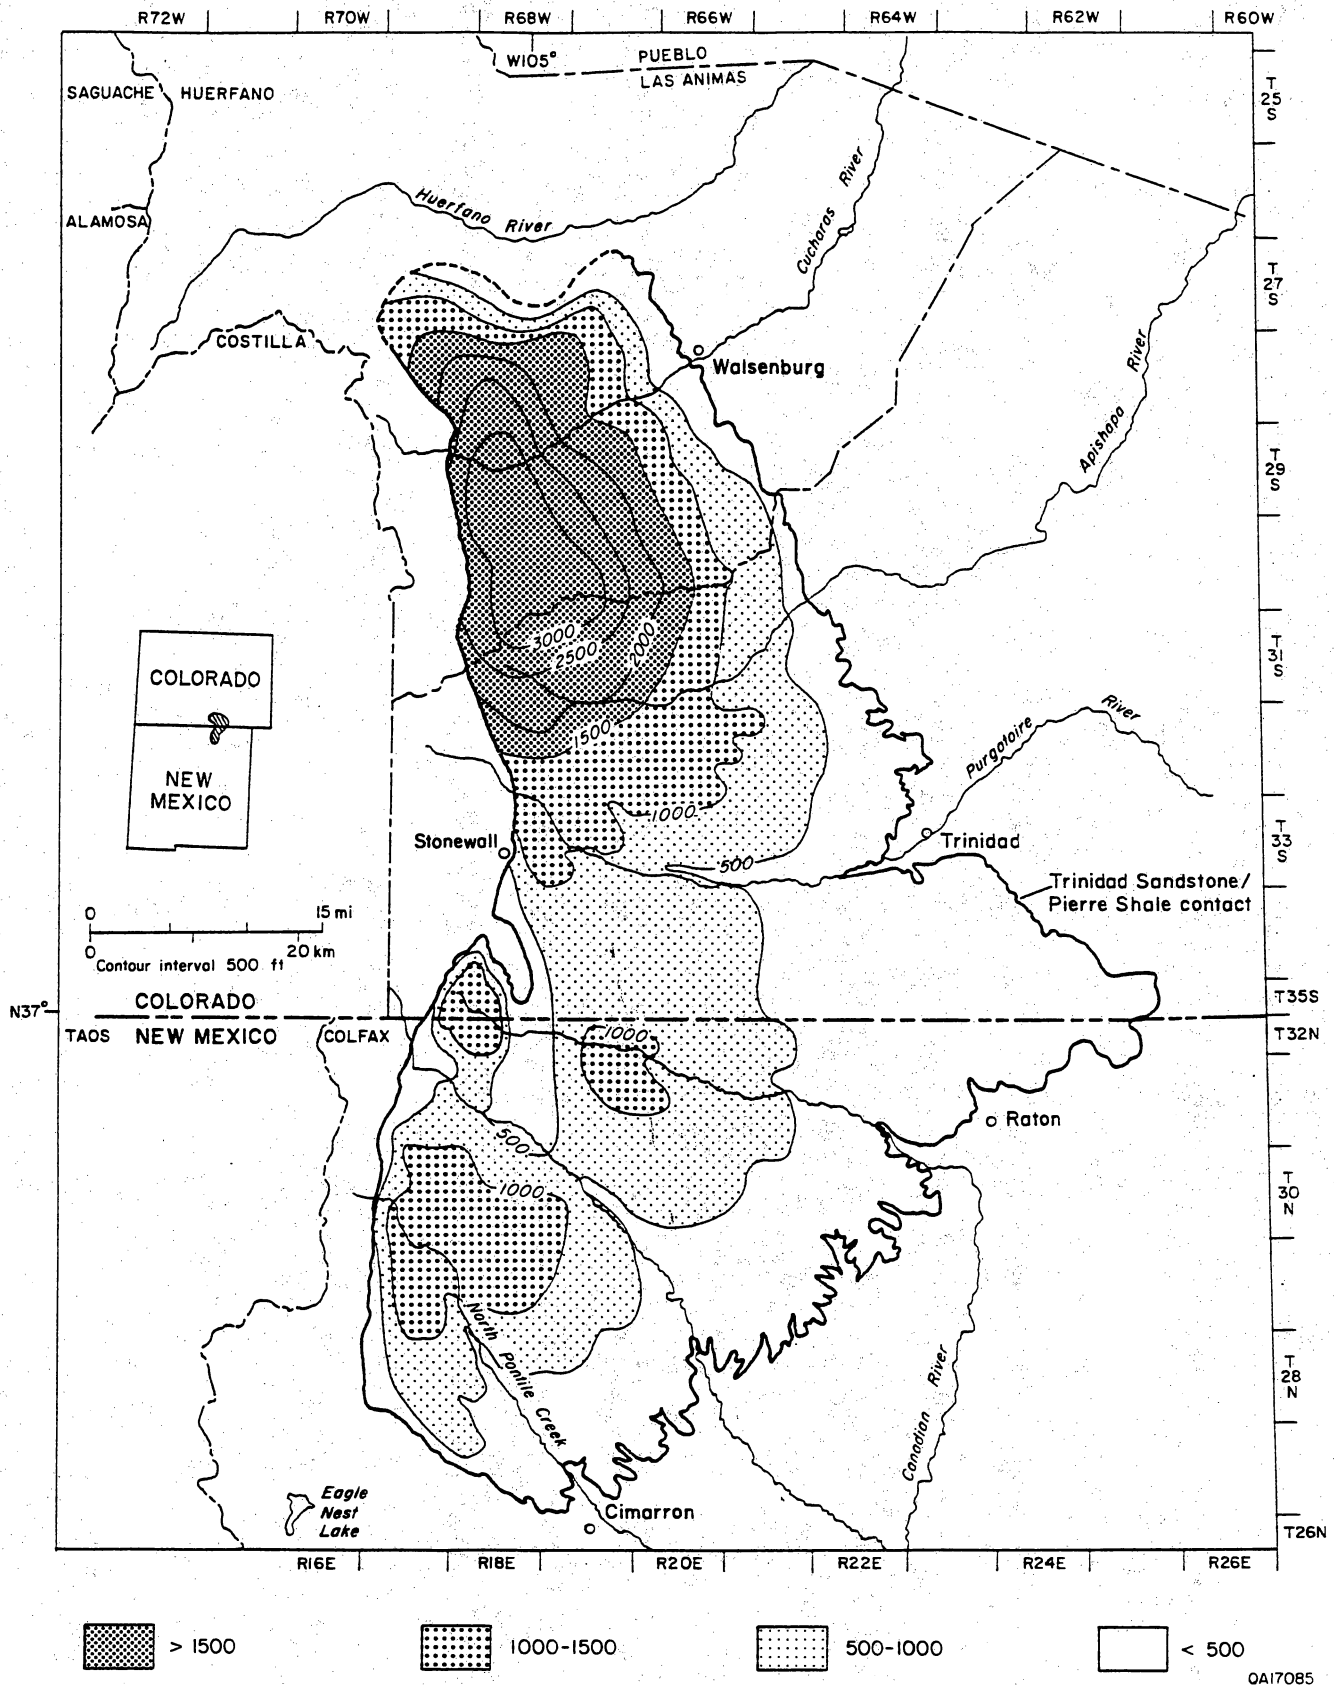 R72W R70W R68W R66W R64W R62W R60W
W105°
PUEBLO
LAS ANIMAS
SAGUACHE HUERFANO
T
25
S
ALAMOSA
Huerfano River
Cucharas River
T
27
S
COSTILLA
Walsenburg
Apishapa River
T
29
S
3000
2500
2000
1500
1000
500
T
31
S
COLORADO
NEW
MEXICO
Purgatoire River
Stonewall
Trinidad
T
33
S
Trinidad Sandstone/
Pierre Shale contact
0 15 mi
0 20 km
Contour interval 500 ft
N37°
COLORADO
T35S
TAOS NEW MEXICO COLFAX
T32N
1000
Raton
500
1000
T
30
N
North Ponille Creek
Canadian River
T
28
N
Eagle
Nest
Lake
Cimarron
T26N
R16E R18E R20E R22E R24E R26E
> 1500 1000-1500 500-1000 < 500
QA17085